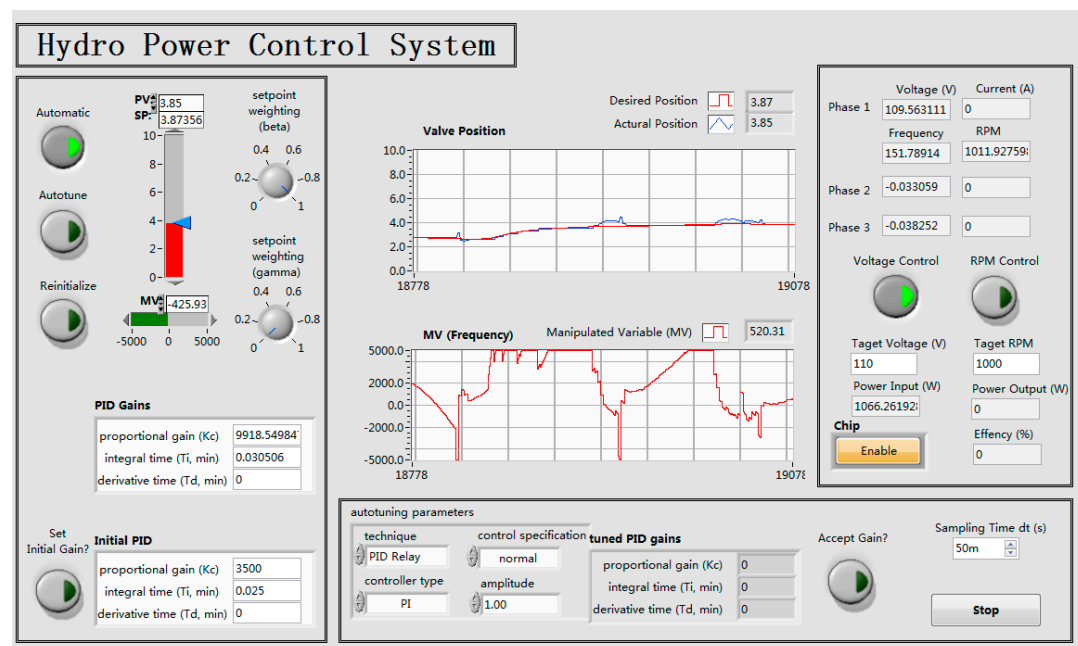 Hydro Power Control System
Automatic
Autotune
Reinitialize
PV: 3.85
SP: 3.87356
10-
8-
6-
4-
2-
0-
MV: -425.93
-5000 0 5000
setpoint
weighting
(beta)
0.4 0.6
0.2 0.8
0 1
setpoint
weighting
(gamma)
0.4 0.6
0.2 0.8
0 1
PID Gains
proportional gain (Kc) 9918.54984
integral time (Ti, min) 0.030506
derivative time (Td, min) 0
Set
Initial Gain?
Initial PID
proportional gain (Kc) 3500
integral time (Ti, min) 0.025
derivative time (Td, min) 0
Desired Position 3.87
Actural Position 3.85
Valve Position
10.0
8.0
6.0
4.0
2.0
0.0
18778 19078
MV (Frequency)
Manipulated Variable (MV) 520.31
5000.0
2000.0
0.0
-2000.0
-5000.0
18778 19078
Voltage (V) Current (A)
Phase 1 109.563111 0
Frequency RPM
151.78914 1011.92759
Phase 2 -0.033059 0
Phase 3 -0.038252 0
Voltage Control RPM Control
Taget Voltage (V) Taget RPM
110 1000
Power Input (W) Power Output (W)
1066.26192 0
Chip
Enable
Effency (%)
0
autotuning parameters
technique
PID Relay
control specification
normal
controller type
PI
amplitude
1.00
tuned PID gains
proportional gain (Kc) 0
integral time (Ti, min) 0
derivative time (Td, min) 0
Accept Gain?
Sampling Time dt (s)
50m
Stop